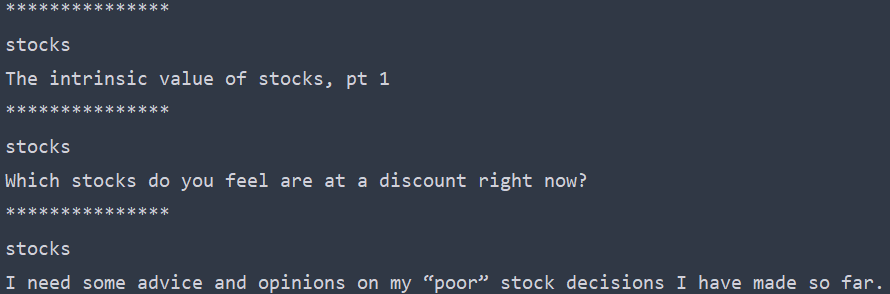 ***************
stocks
The intrinsic value of stocks, pt 1
***************
stocks
Which stocks do you feel are at a discount right now?
***************
stocks
I need some advice and opinions on my “poor” stock decisions I have made so far.